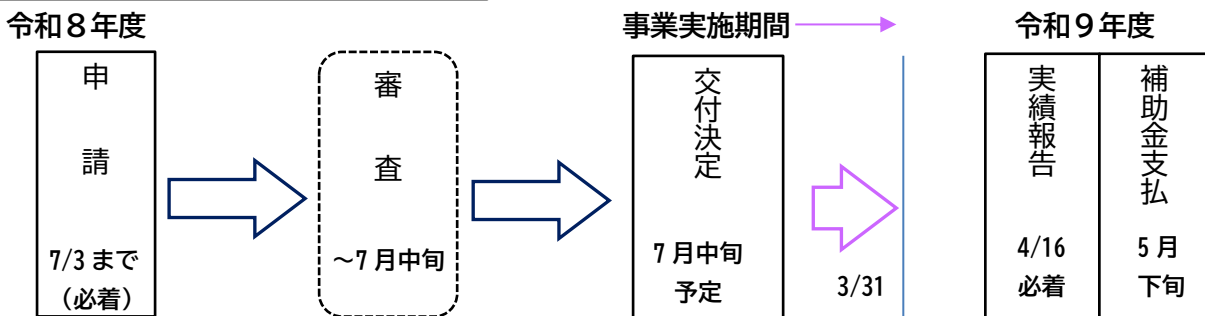 令和８年度
事業実施期間
令和９年度
申請
7/3 まで
（必着）
審査
～7 月中旬
交付決定
7 月中旬
予定
3/31
実績報告
4/16
必着
補助金支払
5 月
下旬